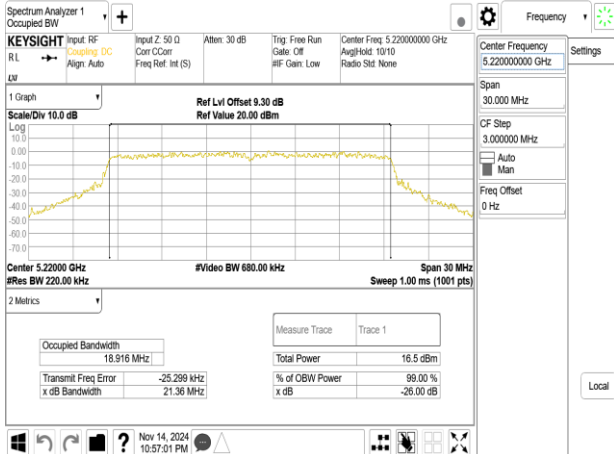 Spectrum Analyzer 1
Occupied BW
Frequency
KEYSIGHT
RL
Input: RF
Coupling: DC
Align: Auto
Input Z: 50 Ω
Corr CCorr
Freq Ref: Int (S)
Atten: 30 dB
Trig: Free Run
Gate: Off
#IF Gain: Low
Center Freq: 5.220000000 GHz
Avg|Hold: 10/10
Radio Std: None
Center Frequency
5.220000000 GHz
Settings
Span
30.000 MHz
CF Step
3.000000 MHz
Auto
Man
Freq Offset
0 Hz
Local
1 Graph
Scale/Div 10.0 dB
Ref Lvl Offset 9.30 dB
Ref Value 20.00 dBm
Log
10.0
0.00
-10.0
-20.0
-30.0
-40.0
-50.0
-60.0
-70.0
Center 5.22000 GHz
#Res BW 220.00 kHz
#Video BW 680.00 kHz
Span 30 MHz
Sweep 1.00 ms (1001 pts)
2 Metrics
Measure Trace
Trace 1
Occupied Bandwidth
18.916 MHz
Total Power
16.5 dBm
Transmit Freq Error
-25.299 kHz
% of OBW Power
99.00 %
x dB Bandwidth
21.36 MHz
x dB
-26.00 dB
Nov 14, 2024
10:57:01 PM